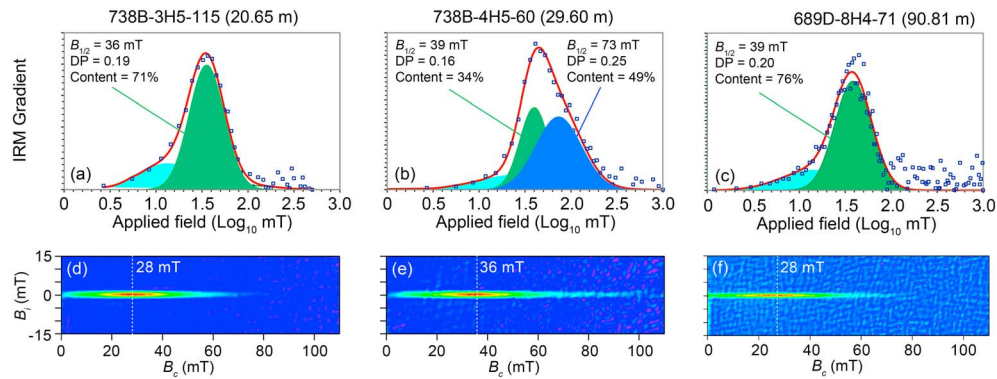 738B-3H5-115 (20.65 m)
738B-4H5-60 (29.60 m)
689D-8H4-71 (90.81 m)
IRM Gradient
B1/2 = 36 mT
DP = 0.19
Content = 71%
(a)
0.0 0.5 1.0 1.5 2.0 2.5 3.0
Applied field (Log10 mT)
B1/2 = 39 mT
DP = 0.16
Content = 34%
B1/2 = 73 mT
DP = 0.25
Content = 49%
(b)
0.0 0.5 1.0 1.5 2.0 2.5 3.0
Applied field (Log10 mT)
B1/2 = 39 mT
DP = 0.20
Content = 76%
(c)
0.0 0.5 1.0 1.5 2.0 2.5 3.0
Applied field (Log10 mT)
Bi (mT)
15
0
-15
(d)
28 mT
0 20 40 60 80 100
Bc (mT)
(e)
36 mT
0 20 40 60 80 100
Bc (mT)
(f)
28 mT
0 20 40 60 80 100
Bc (mT)